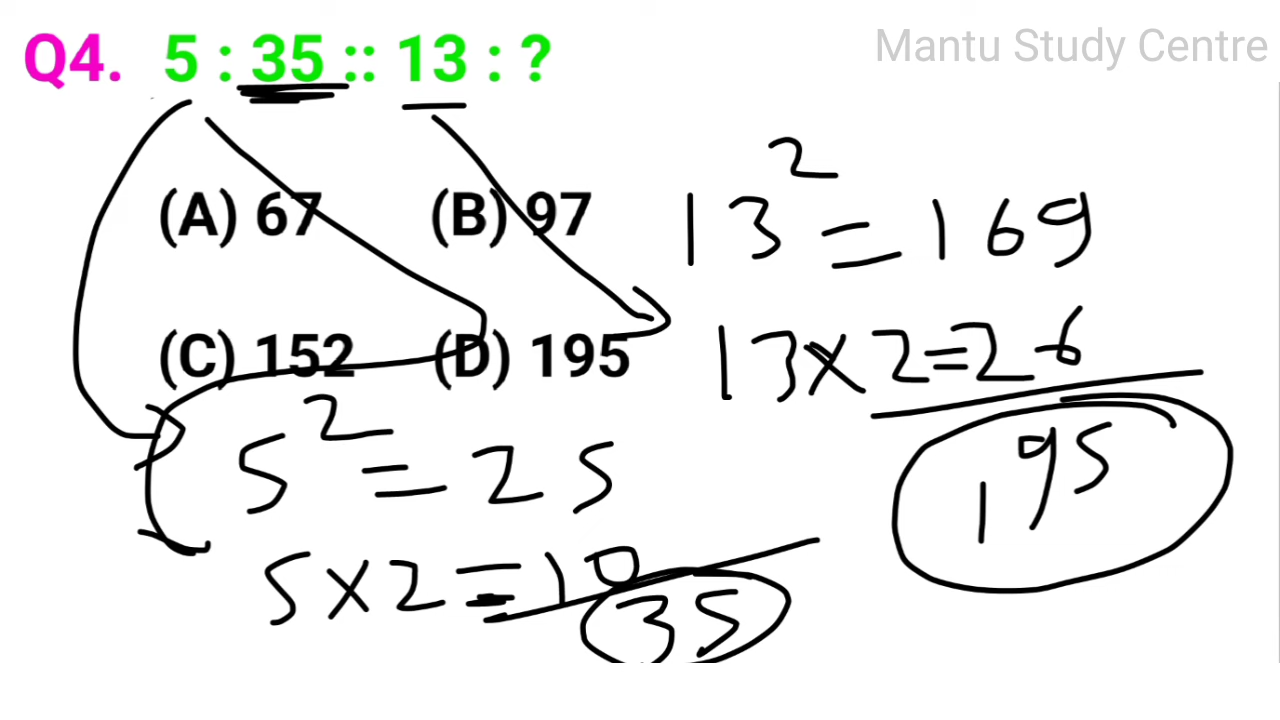 Mantu Study Centre
Q4. 5 : 35 :: 13 : ?
(A) 67 (B) 97
(C) 152 (D) 195
13² = 169
13 x 2 = 26
195
5² = 25
5 x 2 = 10
35